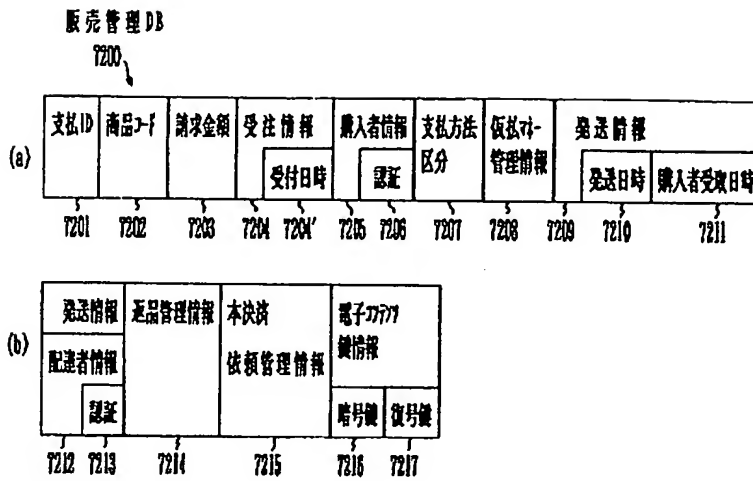 販売管理DB
7200
(a)
支払ID 商品コード 請求金額 受注情報 購入者情報 支払方法 仮払マネー 発送情報
区分 管理情報
受付日時 認証 発送日時 購入者受取日時
7201 7202 7203 7204 7204' 7205 7206 7207 7208 7209 7210 7211
(b)
発送情報 返品管理情報 本決済 電子コンテンツ
鍵情報
配達者情報 依頼管理情報
認証 暗号鍵 復号鍵
7212 7213 7214 7215 7216 7217